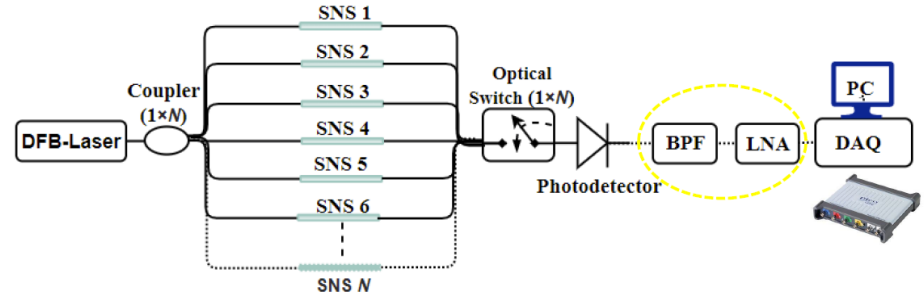 SNS 1
SNS 2
SNS 3
SNS 4
SNS 5
SNS 6
SNS N
DFB-Laser
Coupler
(1×N)
Optical
Switch (1×N)
Photodetector
BPF
LNA
PC
DAQ